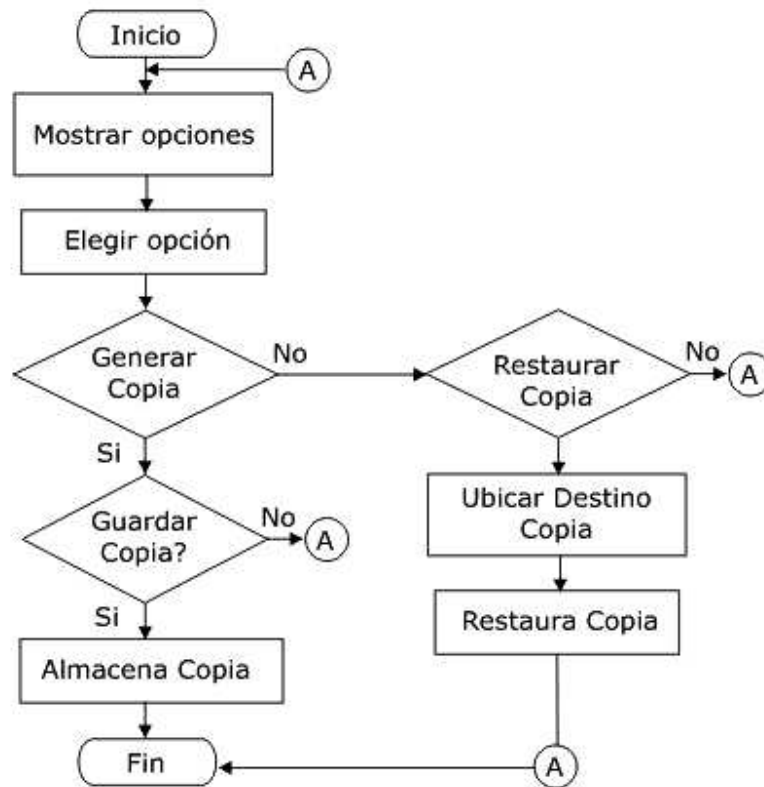 Inicio
A
Mostrar opciones
Elegir opción
Generar
Copia
No
Restaurar
Copia
No
A
Si
Guardar
Copia?
No
A
Ubicar Destino
Copia
Si
Restaura Copia
Almacena Copia
Fin
A